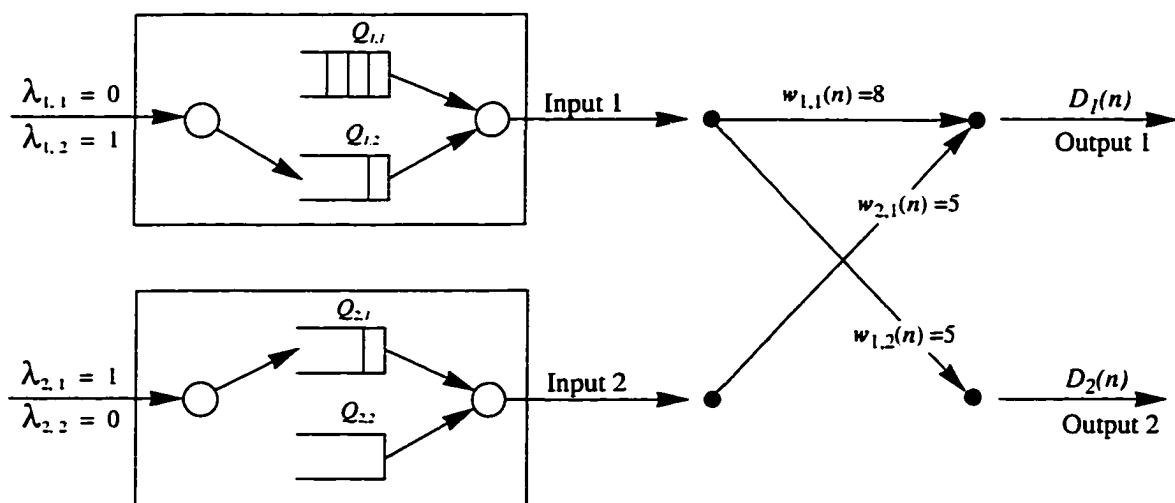 λ1,1 = 0
λ1,2 = 1
Q1,1
Q1,2
Input 1
w1,1(n)=8
D1(n)
Output 1
w2,1(n)=5
λ2,1 = 1
λ2,2 = 0
Q2,1
Q2,2
Input 2
w1,2(n)=5
D2(n)
Output 2